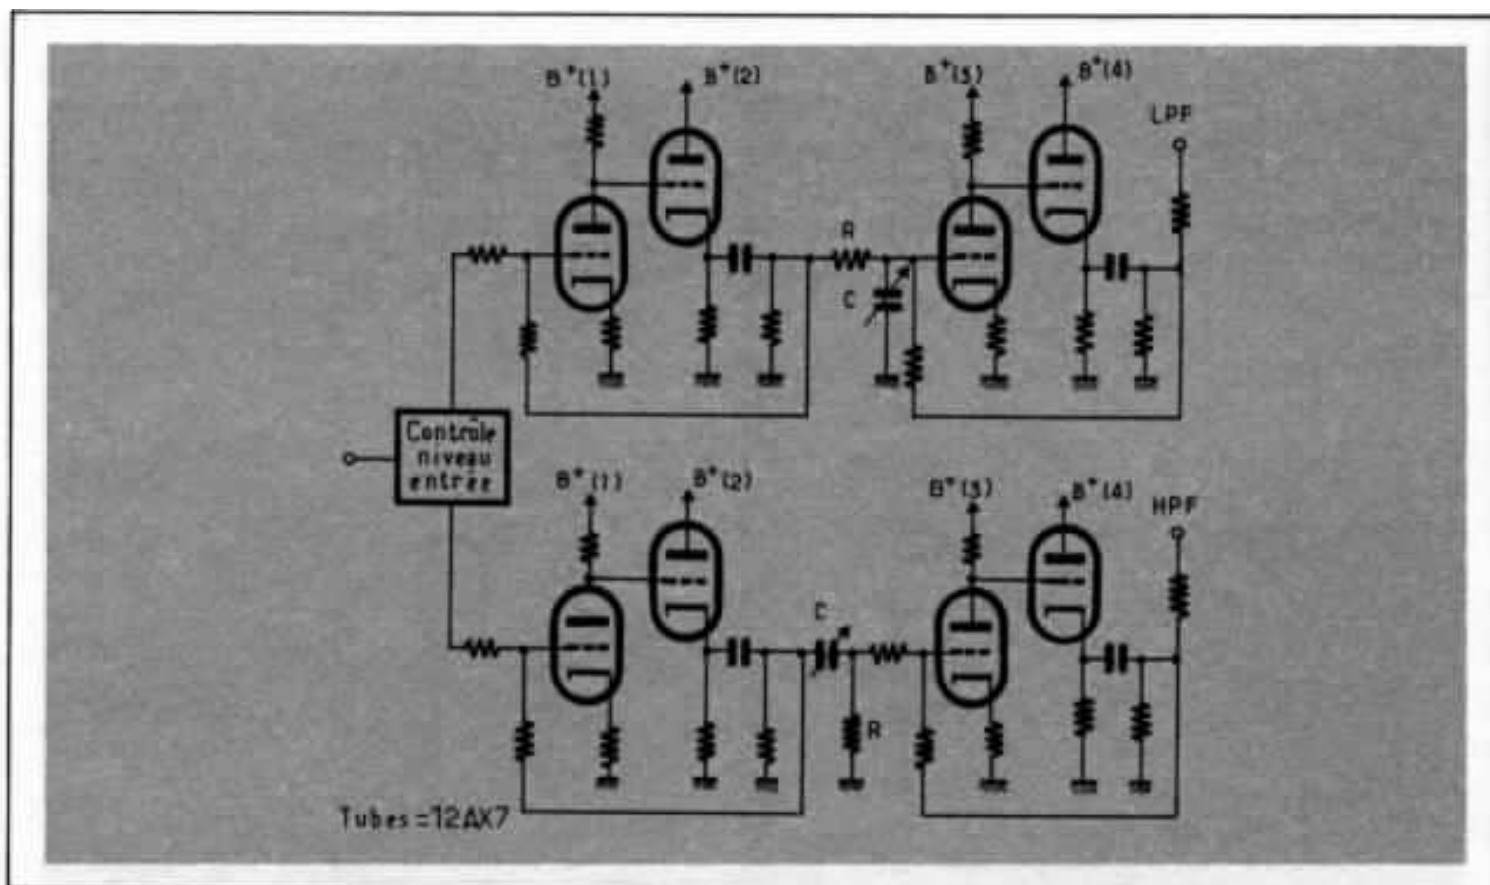 B+(1)
B+(2)
B+(3)
B+(4)
LPF
R
C
Contrôle
niveau
entrée
B+(1)
B+(2)
B+(3)
B+(4)
HPF
C
R
Tubes = 12AX7